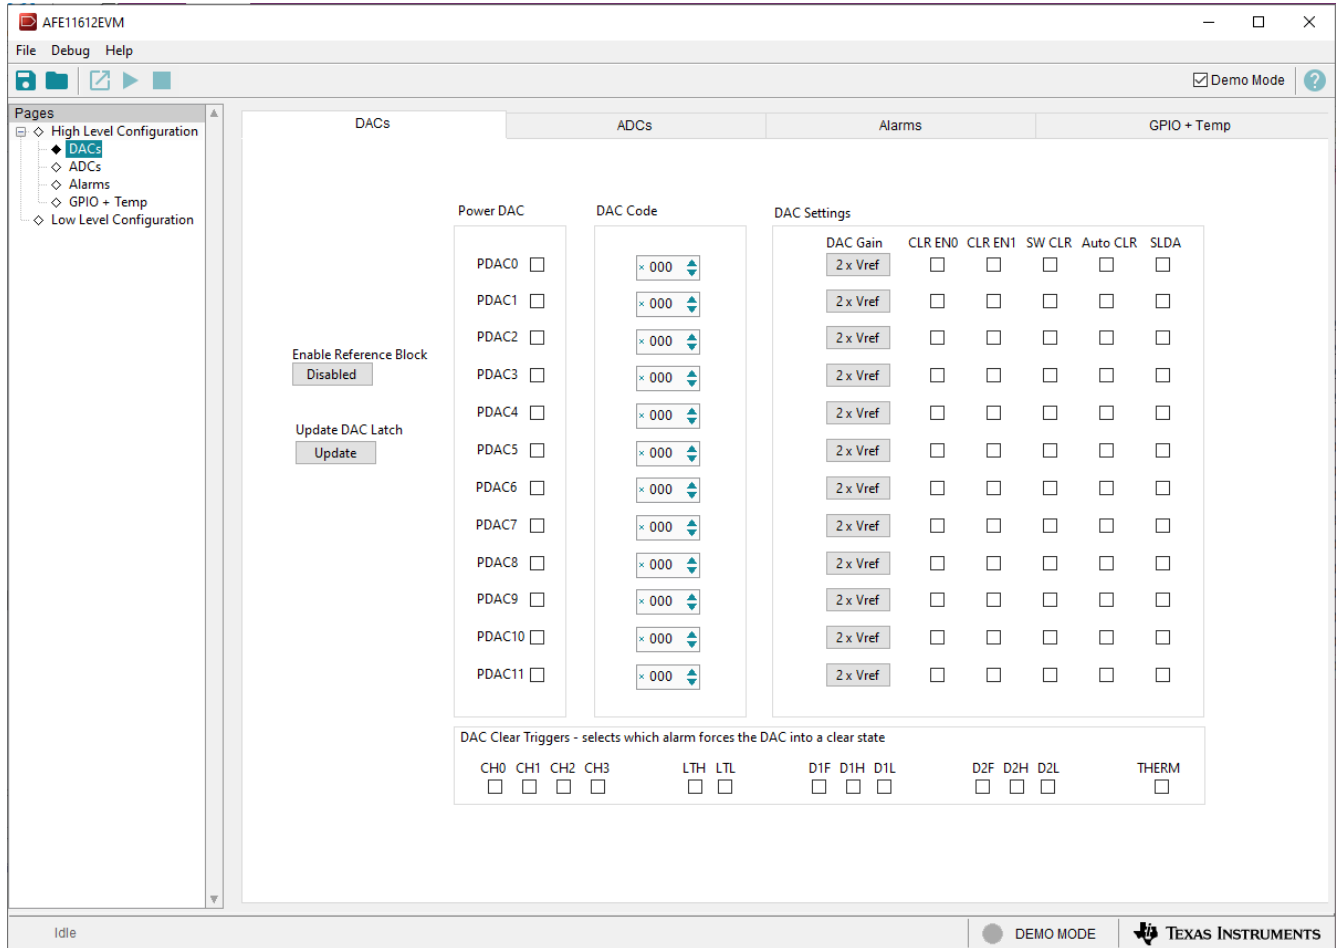 AFE11612EVM
File Debug Help
Demo Mode
Pages
High Level Configuration
DACs
ADCs
Alarms
GPIO + Temp
Low Level Configuration
DACs ADCs Alarms GPIO + Temp
Power DAC DAC Code DAC Settings
DAC Gain CLR EN0 CLR EN1 SW CLR Auto CLR SLDA
PDAC0 × 000 2 x Vref
PDAC1 × 000 2 x Vref
PDAC2 × 000 2 x Vref
Enable Reference Block
Disabled
PDAC3 × 000 2 x Vref
PDAC4 × 000 2 x Vref
Update DAC Latch
Update
PDAC5 × 000 2 x Vref
PDAC6 × 000 2 x Vref
PDAC7 × 000 2 x Vref
PDAC8 × 000 2 x Vref
PDAC9 × 000 2 x Vref
PDAC10 × 000 2 x Vref
PDAC11 × 000 2 x Vref
DAC Clear Triggers - selects which alarm forces the DAC into a clear state
CH0 CH1 CH2 CH3 LTH LTL D1F D1H D1L D2F D2H D2L THERM
Idle DEMO MODE TEXAS INSTRUMENTS